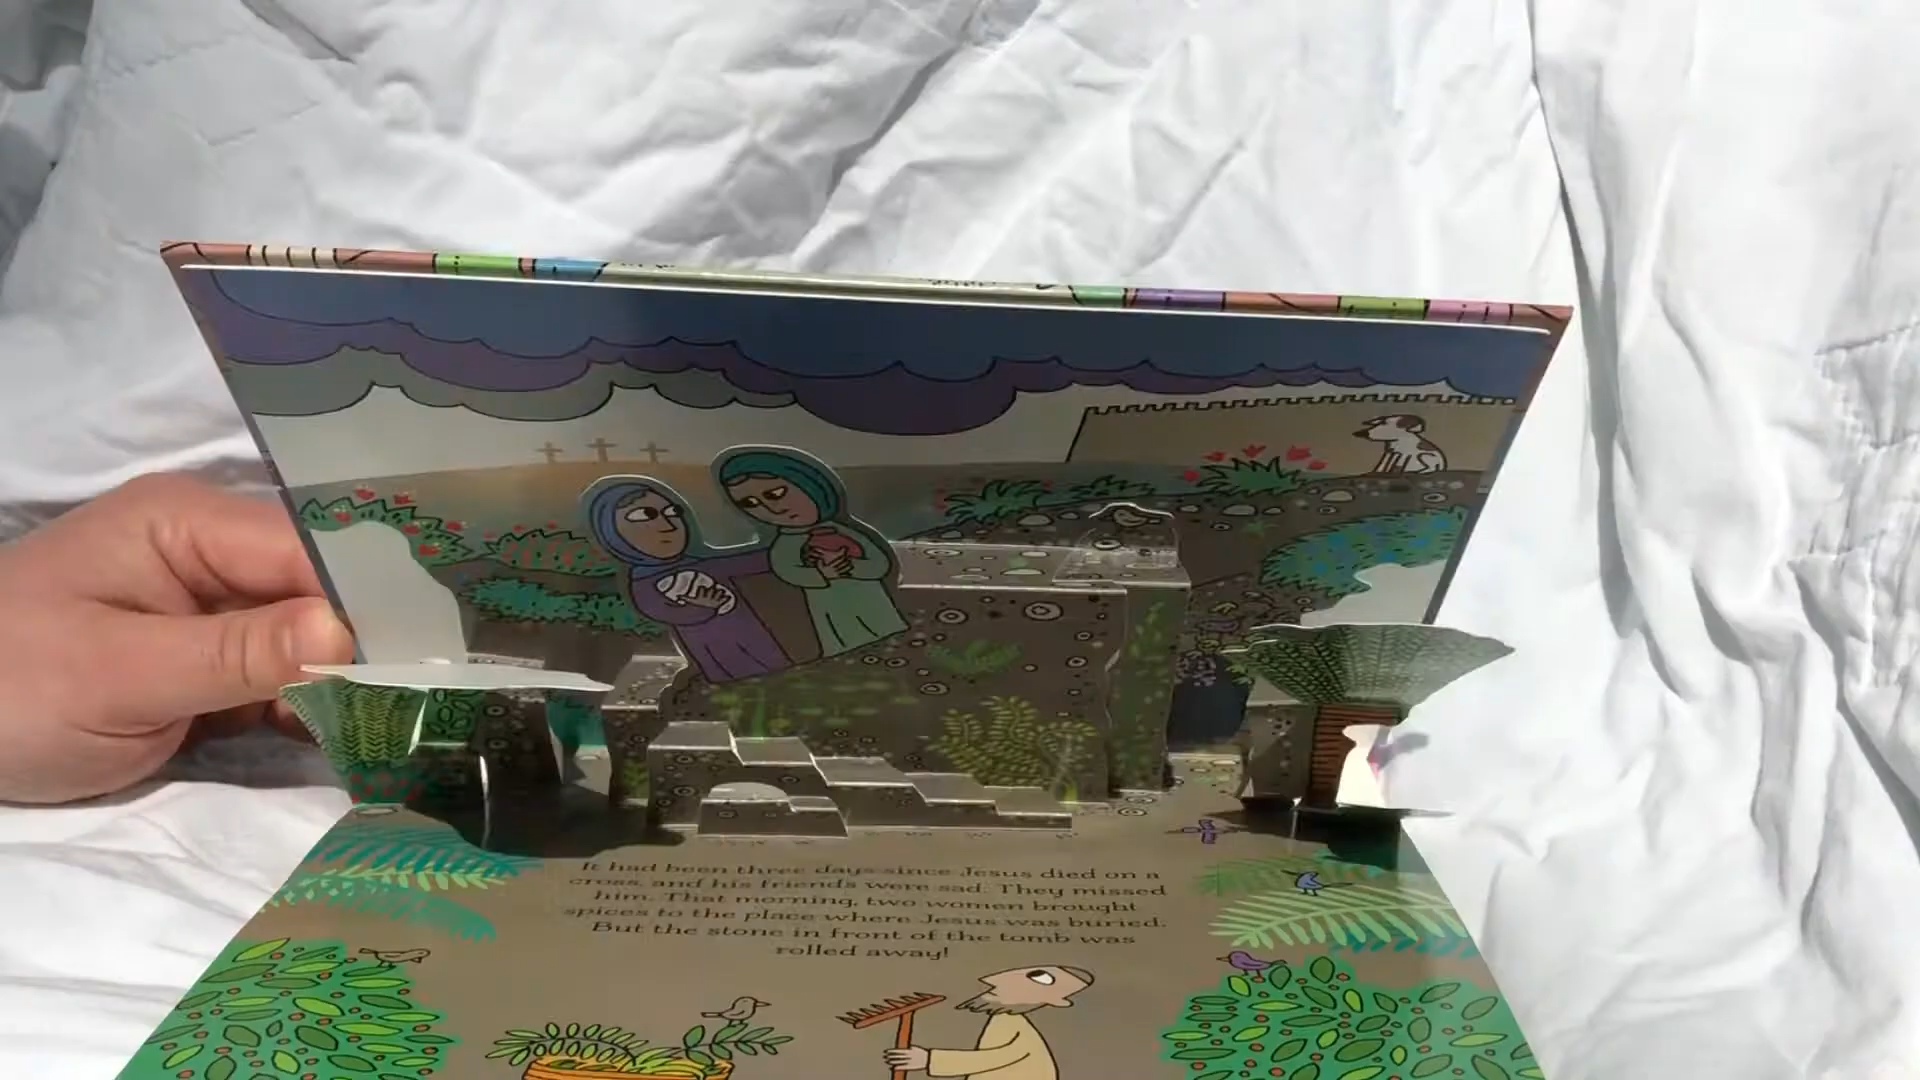 It had been three days since Jesus died on a
cross, and his friends were sad. They missed
him. That morning, two women brought
spices to the place where Jesus was buried.
But the stone in front of the tomb was
rolled away!